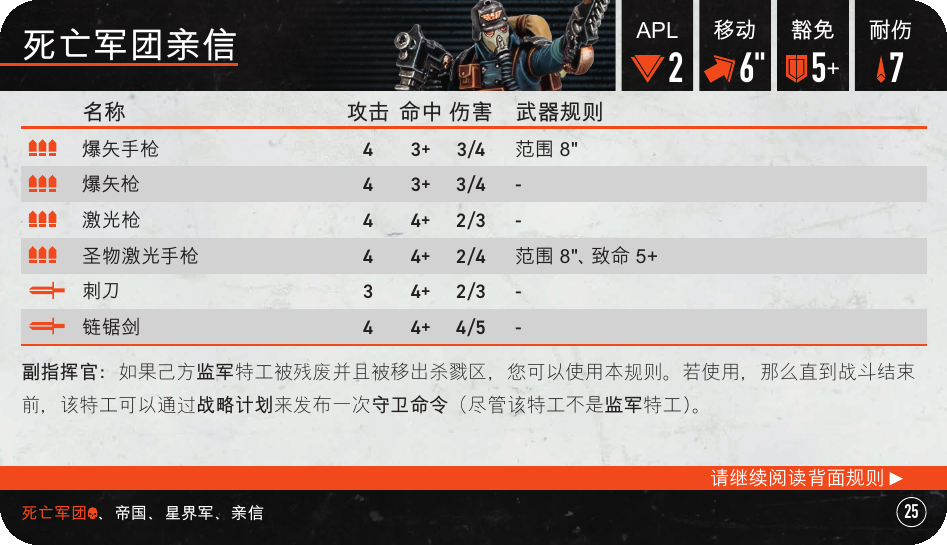 死亡军团亲信
APL 移动 豁免 耐伤
2 6" 5+ 7
名称 攻击 命中 伤害 武器规则
爆矢手枪 4 3+ 3/4 范围 8"
爆矢枪 4 3+ 3/4 -
激光枪 4 4+ 2/3 -
圣物激光手枪 4 4+ 2/4 范围 8"、致命 5+
刺刀 3 4+ 2/3 -
链锯剑 4 4+ 4/5 -
副指挥官：如果己方监军特工被残废并且被移出杀戮区，您可以使用本规则。若使用，那么直到战斗结束
前，该特工可以通过战略计划来发布一次守卫命令（尽管该特工不是监军特工）。
请继续阅读背面规则 ▶
死亡军团、帝国、星界军、亲信
25